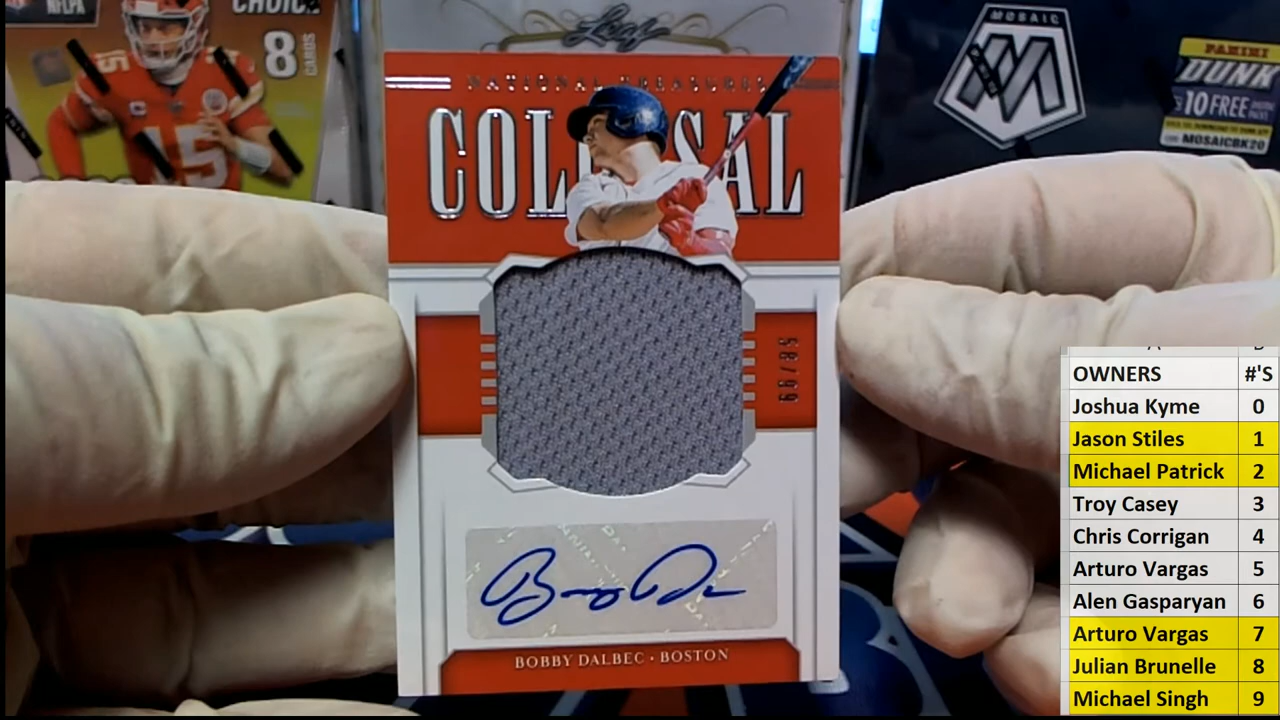 NFLPA
CHOICE
8
CARDS
15
Leaf
MOSAIC
PANINI
DUNK
10 FREE
MOSAICBK20
NATIONAL TREASURES
COLOSSAL
BOBBY DALBEC • BOSTON
OWNERS #'S
Joshua Kyme 0
Jason Stiles 1
Michael Patrick 2
Troy Casey 3
Chris Corrigan 4
Arturo Vargas 5
Alen Gasparyan 6
Arturo Vargas 7
Julian Brunelle 8
Michael Singh 9